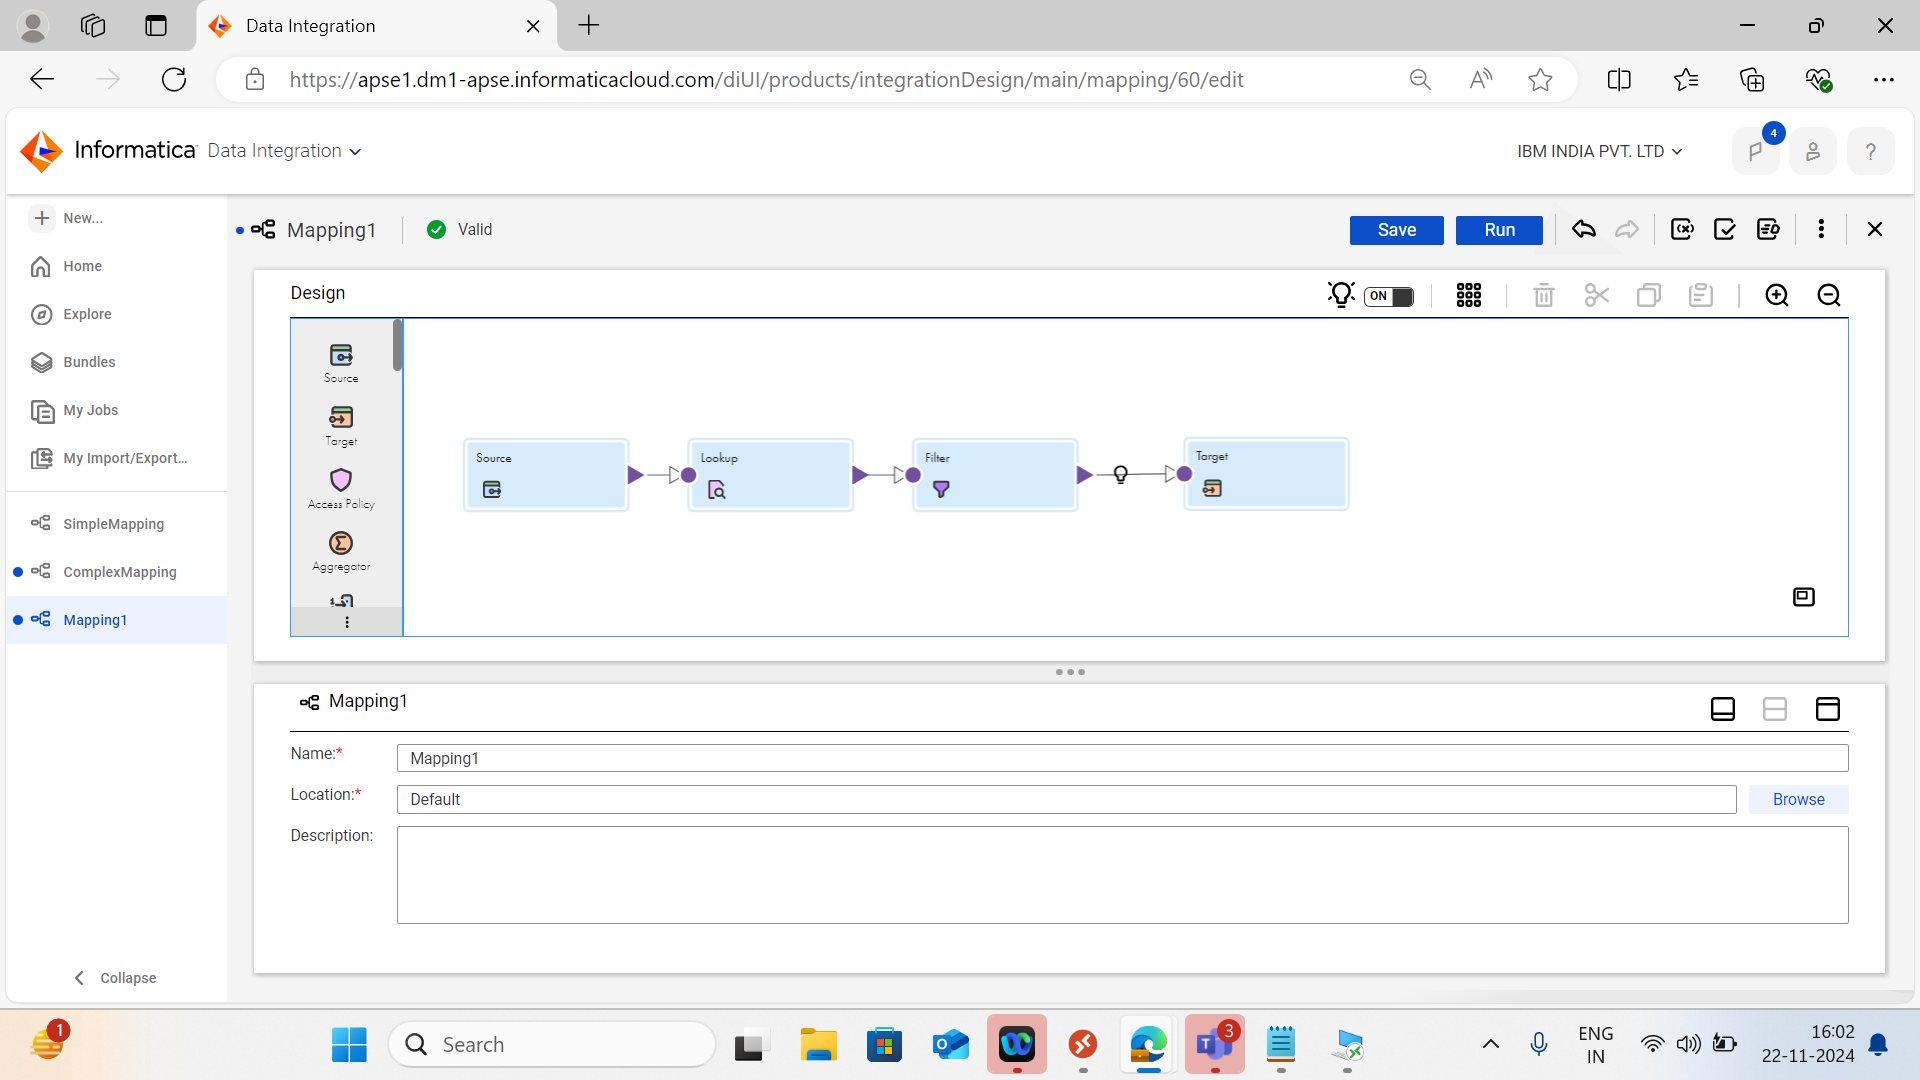 Data Integration
https://apse1.dm1-apse.informaticacloud.com/diUI/products/integrationDesign/main/mapping/60/edit
Informatica Data Integration
IBM INDIA PVT. LTD
4
?
New...
Home
Explore
Bundles
My Jobs
My Import/Export...
SimpleMapping
ComplexMapping
Mapping1
Collapse
Mapping1
Valid
Save
Run
Design
ON
Source
Target
Access Policy
Aggregator
Source
Lookup
Filter
Target
Mapping1
Name:*
Mapping1
Location:*
Default
Browse
Description:
1
Search
3
ENG
IN
16:02
22-11-2024